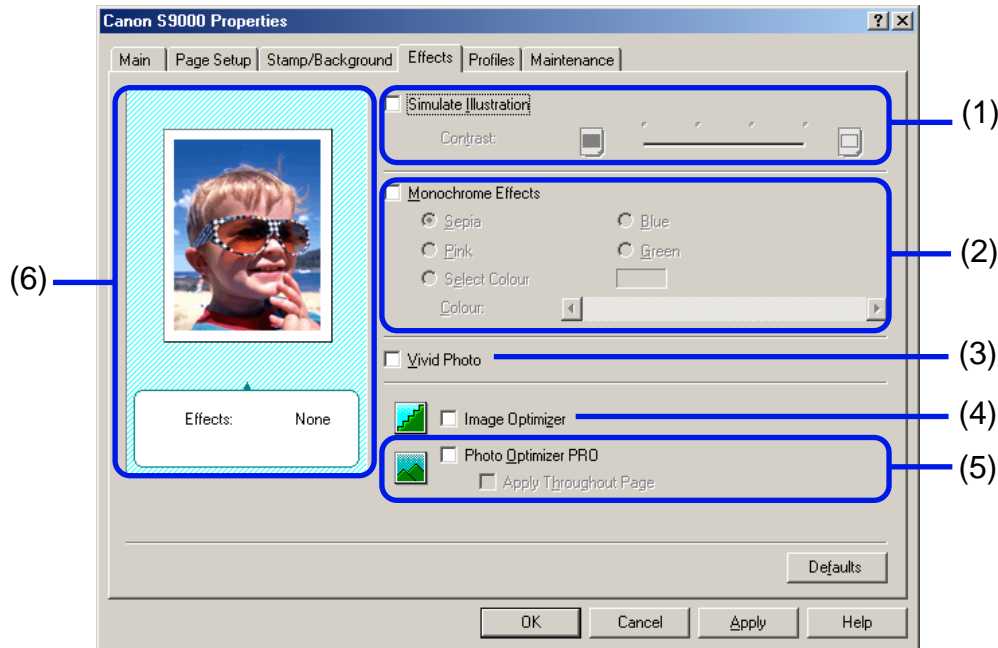 Canon S9000 Properties
Main Page Setup Stamp/Background Effects Profiles Maintenance
Simulate Illustration
Contrast:
(1)
Monochrome Effects
Sepia Blue
Pink Green
Select Colour
Colour:
(2)
(6)
Vivid Photo
(3)
Effects: None
Image Optimizer
(4)
Photo Optimizer PRO
Apply Throughout Page
(5)
Defaults
OK Cancel Apply Help